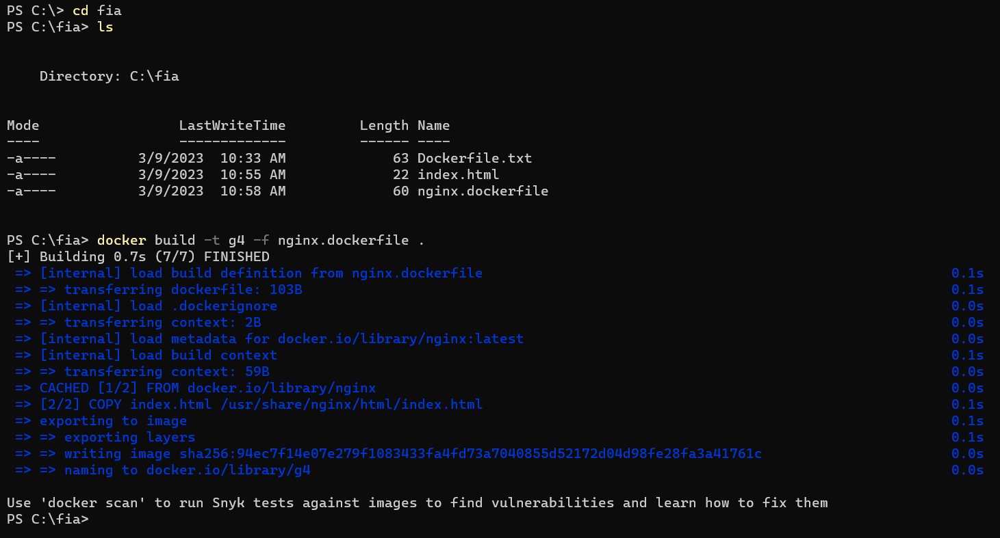 PS C:\> cd fia
PS C:\fia> ls
Directory: C:\fia
Mode LastWriteTime Length Name
---- ------------- ------ ----
-a---- 3/9/2023 10:33 AM 63 Dockerfile.txt
-a---- 3/9/2023 10:55 AM 22 index.html
-a---- 3/9/2023 10:58 AM 60 nginx.dockerfile
PS C:\fia> docker build -t g4 -f nginx.dockerfile .
[+] Building 0.7s (7/7) FINISHED
=> [internal] load build definition from nginx.dockerfile 0.1s
=> => transferring dockerfile: 103B 0.1s
=> [internal] load .dockerignore 0.0s
=> => transferring context: 2B 0.0s
=> [internal] load metadata for docker.io/library/nginx:latest 0.0s
=> [internal] load build context 0.1s
=> => transferring context: 59B 0.0s
=> CACHED [1/2] FROM docker.io/library/nginx 0.0s
=> [2/2] COPY index.html /usr/share/nginx/html/index.html 0.1s
=> exporting to image 0.1s
=> => exporting layers 0.1s
=> => writing image sha256:94ec7f14e07e279f1083433fa4fd73a7040855d52172d04d98fe28fa3a41761c 0.0s
=> => naming to docker.io/library/g4 0.0s
Use 'docker scan' to run Snyk tests against images to find vulnerabilities and learn how to fix them
PS C:\fia>